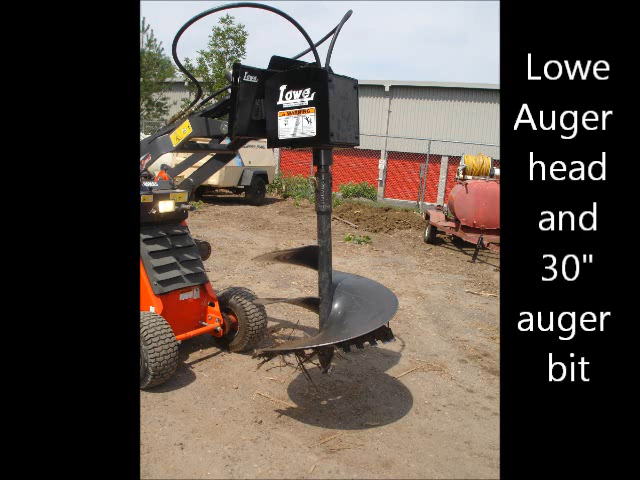 Lowe
Auger
head
and
30"
auger
bit
Lowe
Lowe
WARNING